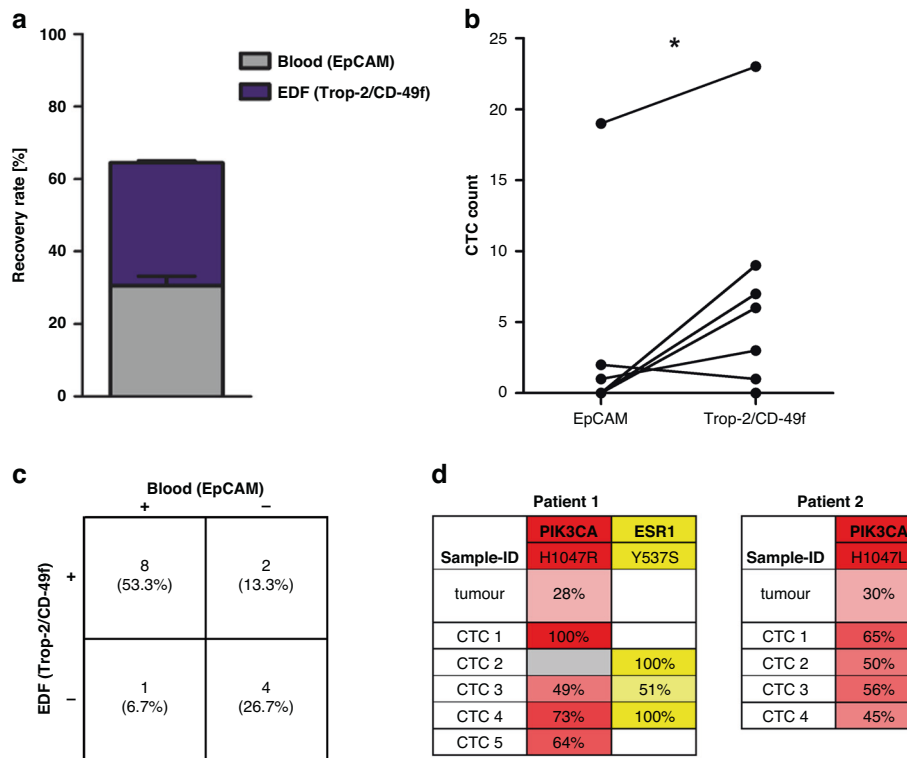 a
100
80
60
40
20
0
Recovery rate [%]
Blood (EpCAM)
EDF (Trop-2/CD-49f)
b
*
25
20
15
10
5
0
CTC count
EpCAM Trop-2/CD-49f
c
Blood (EpCAM)
+ −
EDF (Trop-2/CD-49f)
+
8 2
(53.3%) (13.3%)
−
1 4
(6.7%) (26.7%)
d
Patient 1
PIK3CA ESR1
Sample-ID H1047R Y537S
tumour 28%
CTC 1 100%
CTC 2 100%
CTC 3 49% 51%
CTC 4 73% 100%
CTC 5 64%
Patient 2
PIK3CA
Sample-ID H1047L
tumour 30%
CTC 1 65%
CTC 2 50%
CTC 3 56%
CTC 4 45%